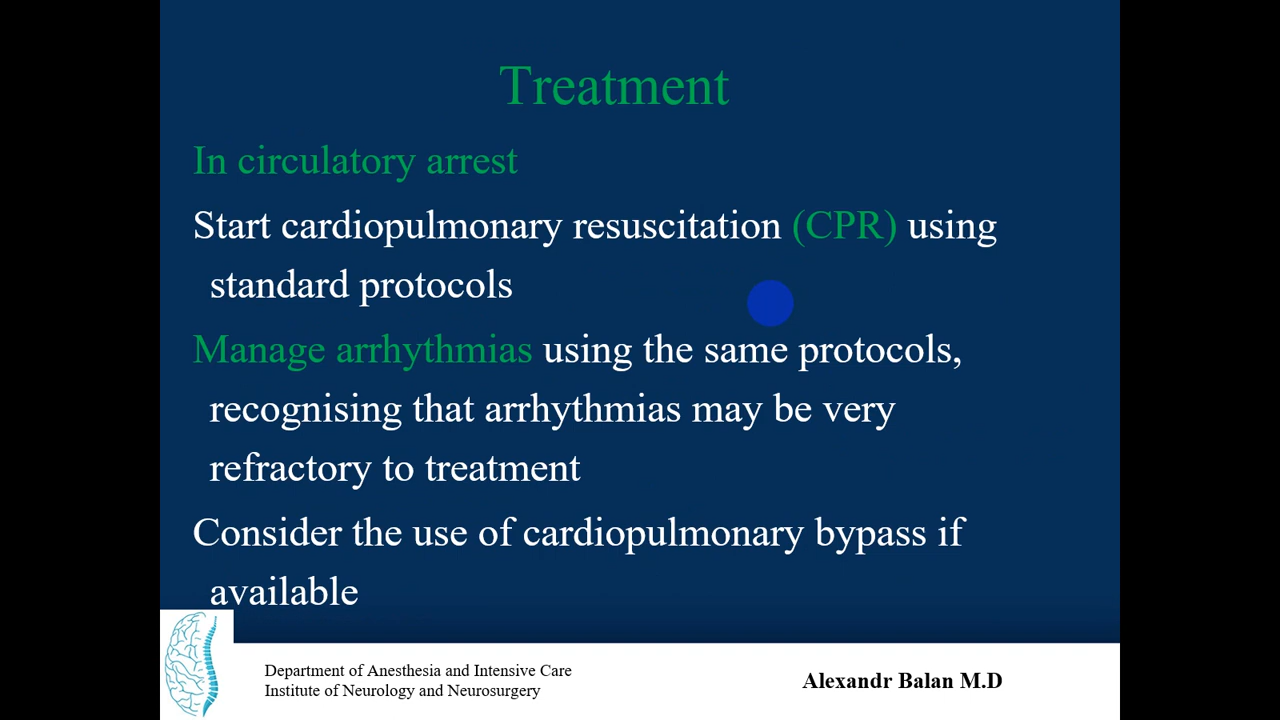 Treatment
In circulatory arrest
Start cardiopulmonary resuscitation (CPR) using
standard protocols
Manage arrhythmias using the same protocols,
recognising that arrhythmias may be very
refractory to treatment
Consider the use of cardiopulmonary bypass if
available
Department of Anesthesia and Intensive Care
Institute of Neurology and Neurosurgery
Alexandr Balan M.D